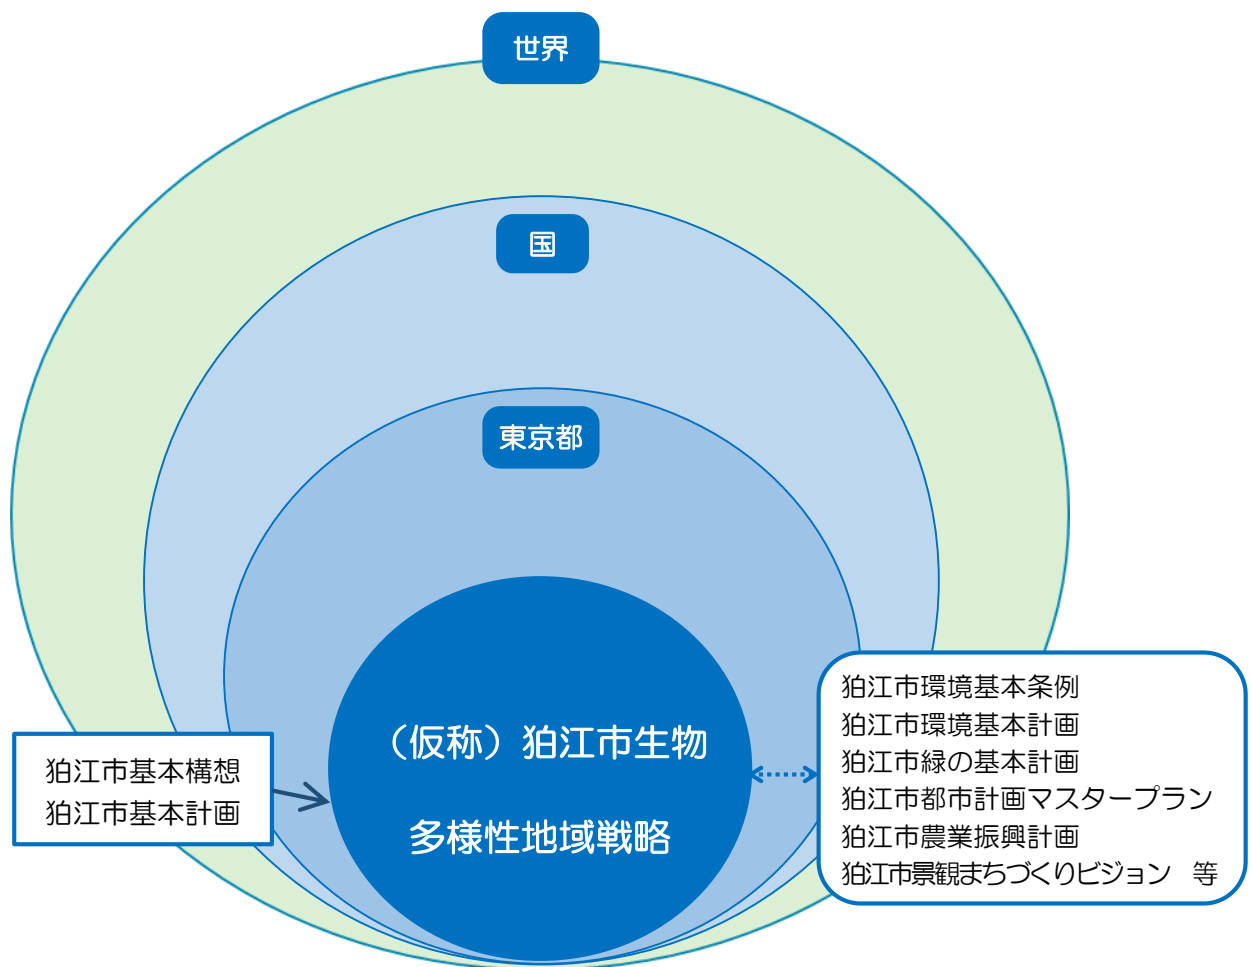 世界
国
東京都
（仮称）狛江市生物
多様性地域戦略
狛江市基本構想
狛江市基本計画
狛江市環境基本条例
狛江市環境基本計画
狛江市緑の基本計画
狛江市都市計画マスタープラン
狛江市農業振興計画
狛江市景観まちづくりビジョン　等